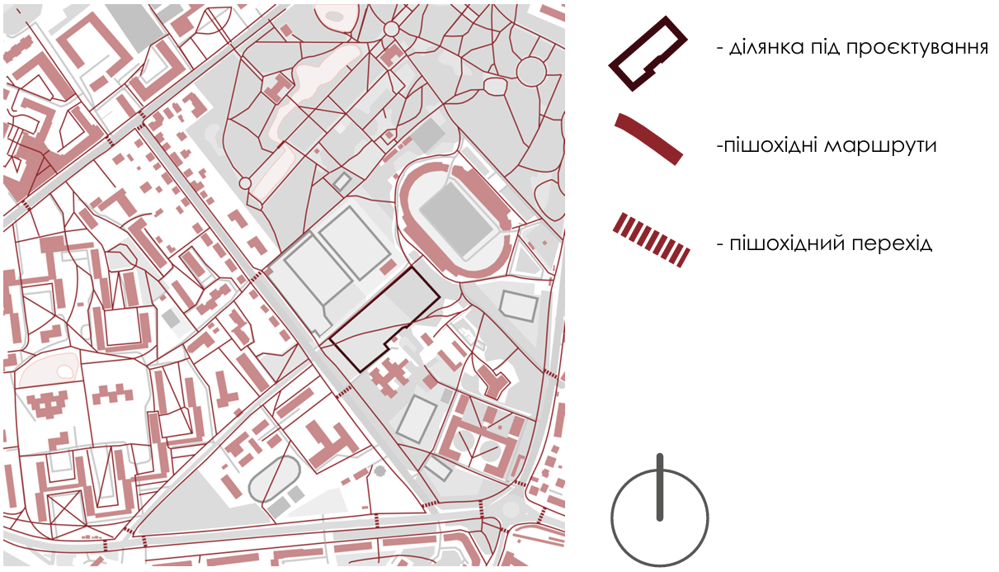 - ділянка під проєктування
-пішохідні маршрути
- пішохідний перехід